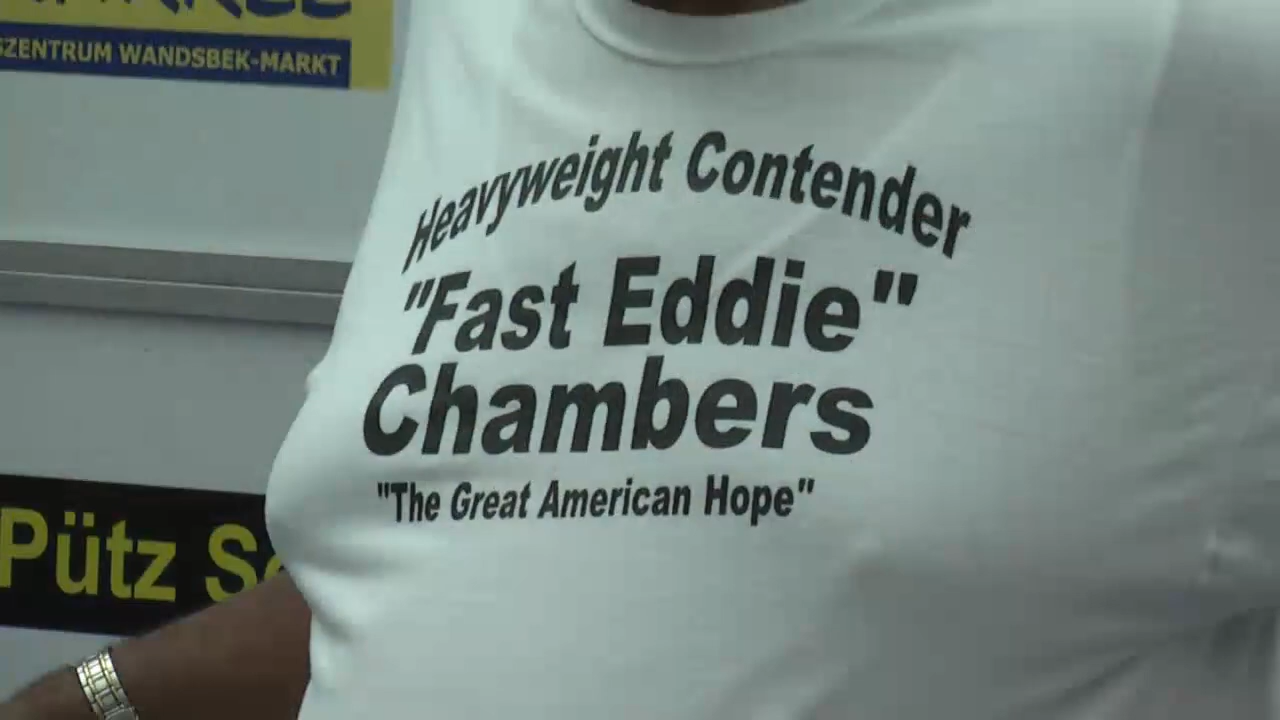 SZENTRUM WANDSBEK-MARKT
Heavyweight Contender
"Fast Eddie"
Chambers
"The Great American Hope"
Pütz